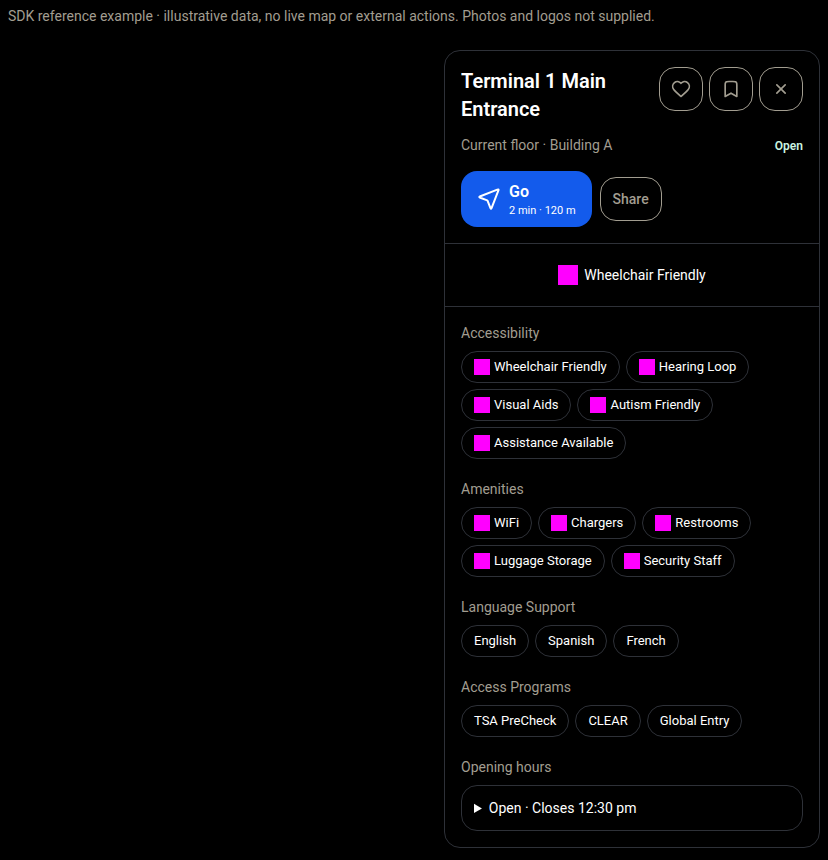 SDK reference example · illustrative data, no live map or external actions. Photos and logos not supplied.
Terminal 1 Main
Entrance
Current floor · Building A
Open
Go
2 min · 120 m
Share
Wheelchair Friendly
Accessibility
Wheelchair Friendly
Hearing Loop
Visual Aids
Autism Friendly
Assistance Available
Amenities
WiFi
Chargers
Restrooms
Luggage Storage
Security Staff
Language Support
English
Spanish
French
Access Programs
TSA PreCheck
CLEAR
Global Entry
Opening hours
Open · Closes 12:30 pm